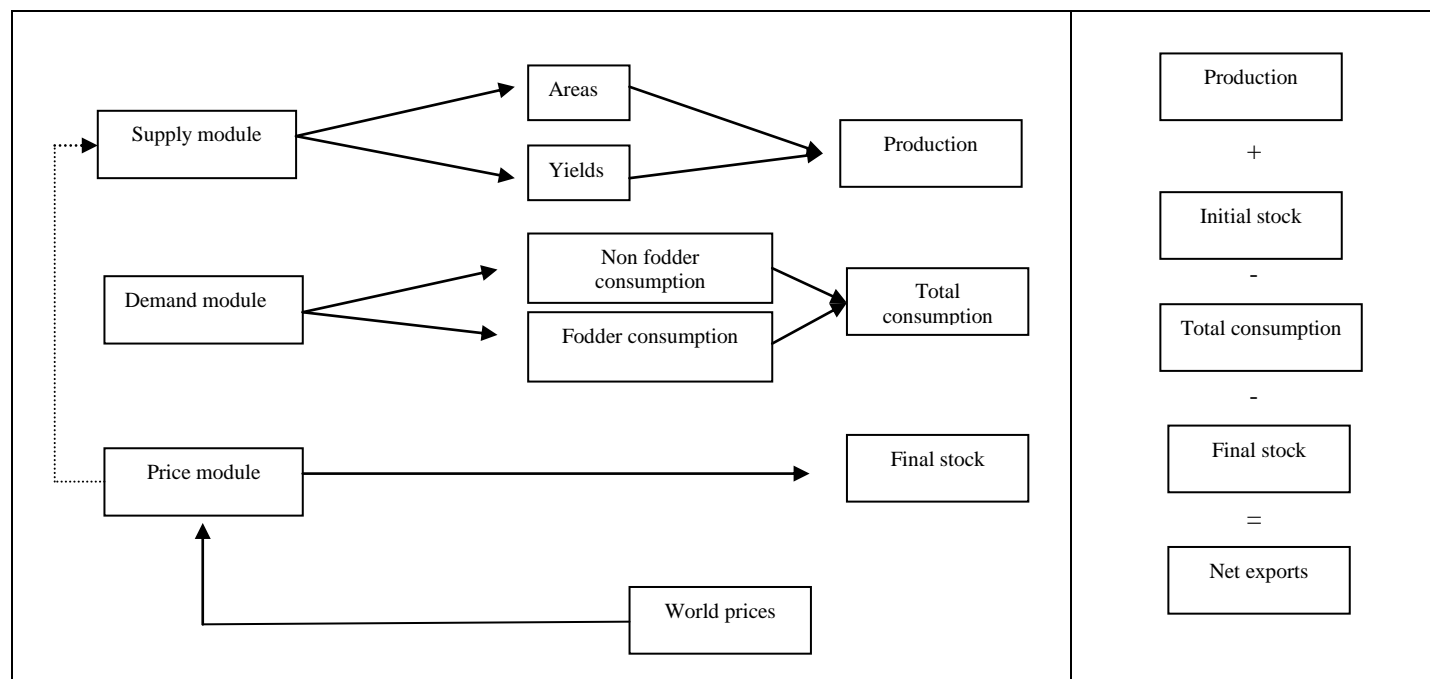 Areas
Supply module
Production
Yields
Non fodder
consumption
Demand module
Total
consumption
Fodder consumption
Price module
Final stock
World prices
Production
+
Initial stock
-
Total consumption
-
Final stock
=
Net exports